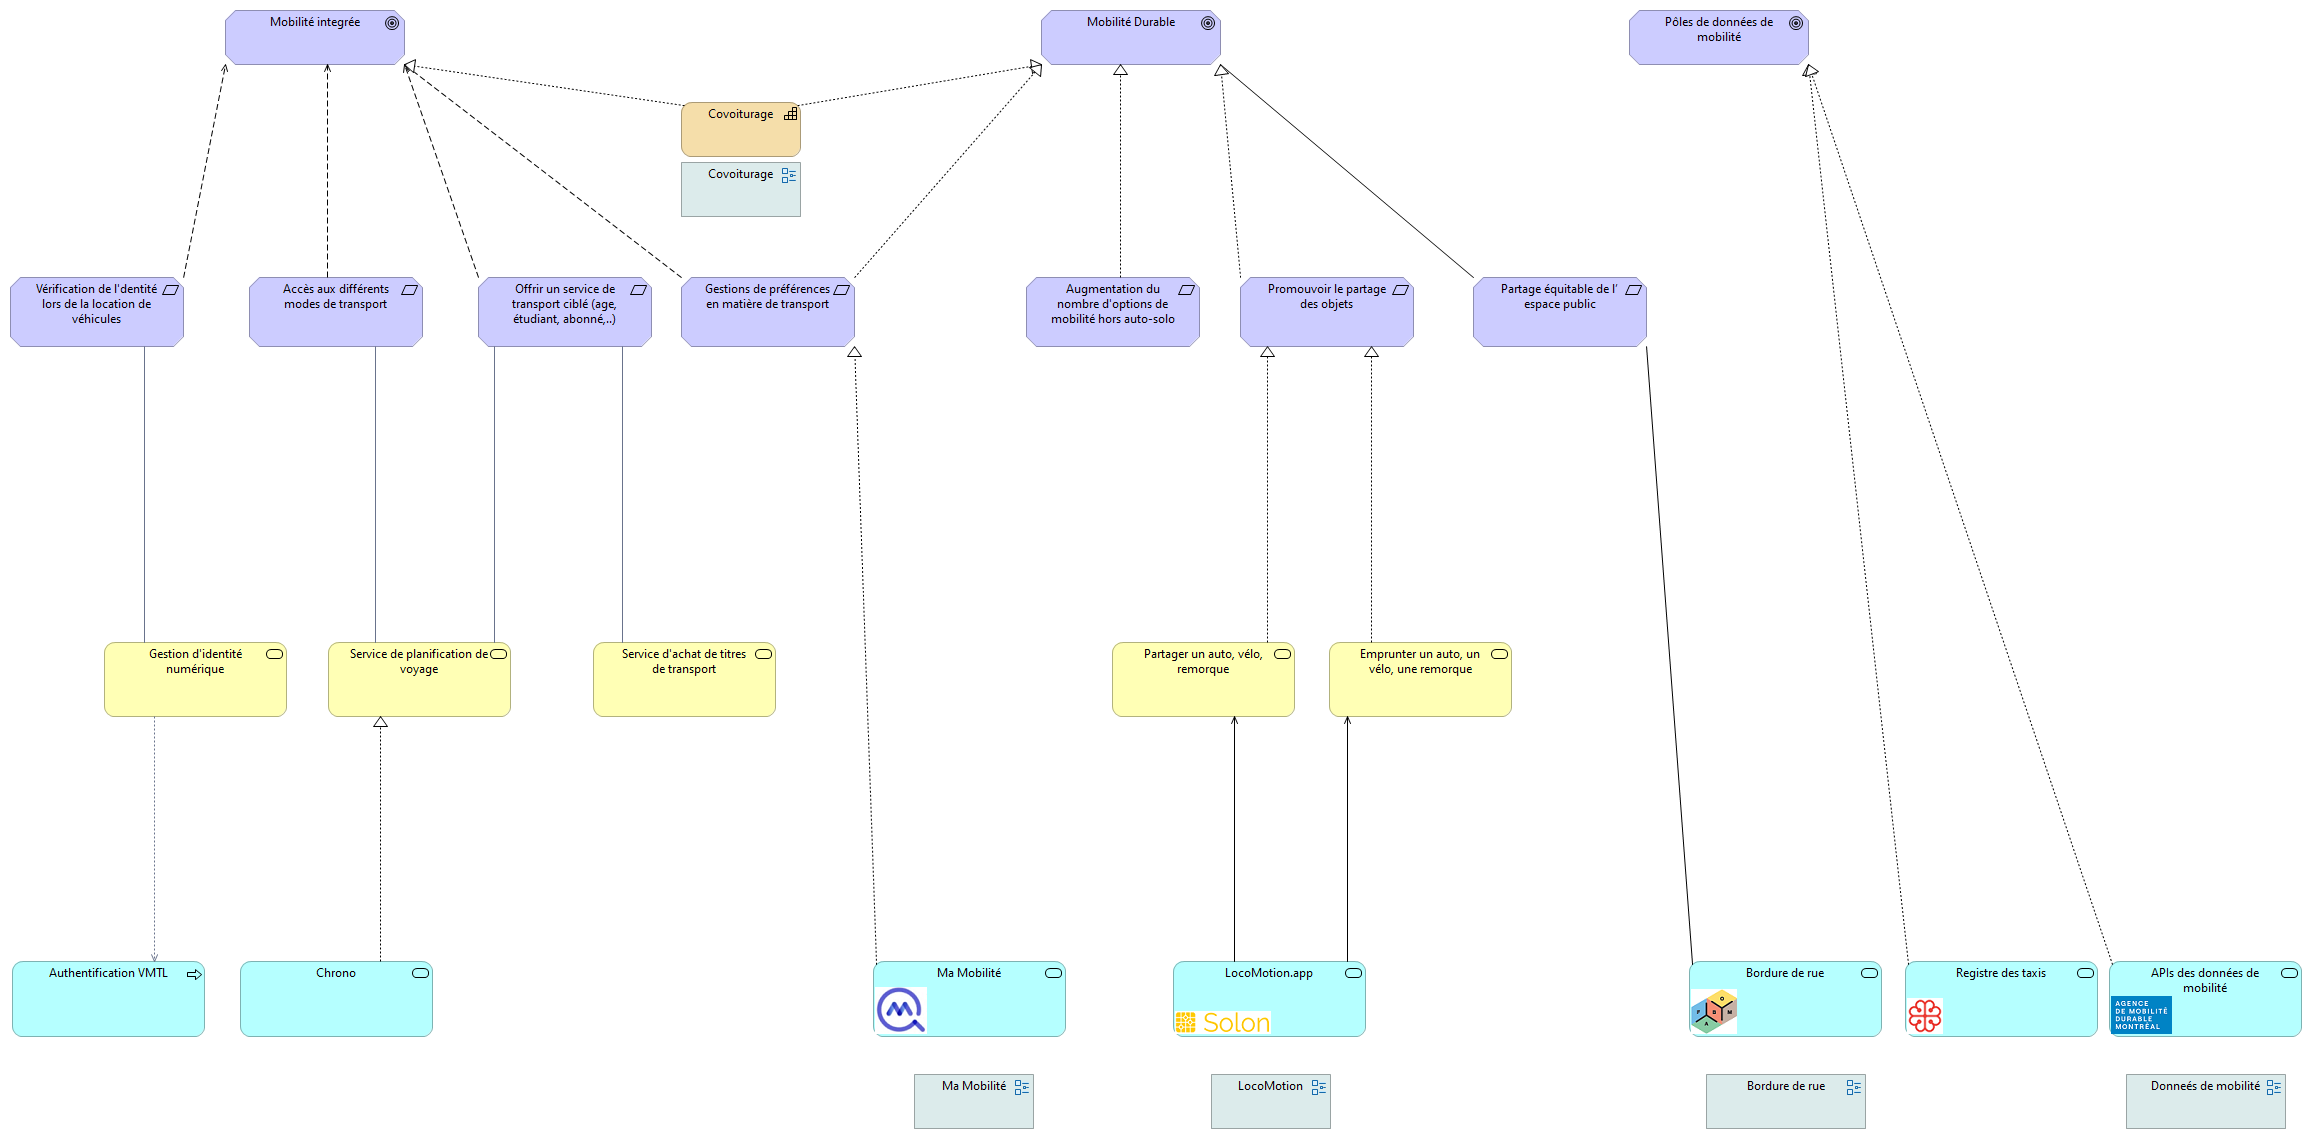 Mobilité integrée
Mobilité Durable
Pôles de données de
mobilité
Covoiturage
Covoiturage
Vérification de l'dentité
lors de la location de
véhicules
Accès aux différents
modes de transport
Offrir un service de
transport ciblé (age,
étudiant, abonné,..)
Gestions de préférences
en matière de transport
Augmentation du
nombre d'options de
mobilité hors auto-solo
Promouvoir le partage
des objets
Partage équitable de l’
espace public
Gestion d'identité
numérique
Service de planification de
voyage
Service d'achat de titres
de transport
Partager un auto, vélo,
remorque
Emprunter un auto, un
vélo, une remorque
Authentification VMTL
Chrono
Ma Mobilité
LocoMotion.app
Solon
Bordure de rue
F
A
B
M
O
Registre des taxis
APIs des données de
mobilité
AGENCE
DE MOBILITÉ
DURABLE
MONTRÉAL
Ma Mobilité
LocoMotion
Bordure de rue
Donneés de mobilité